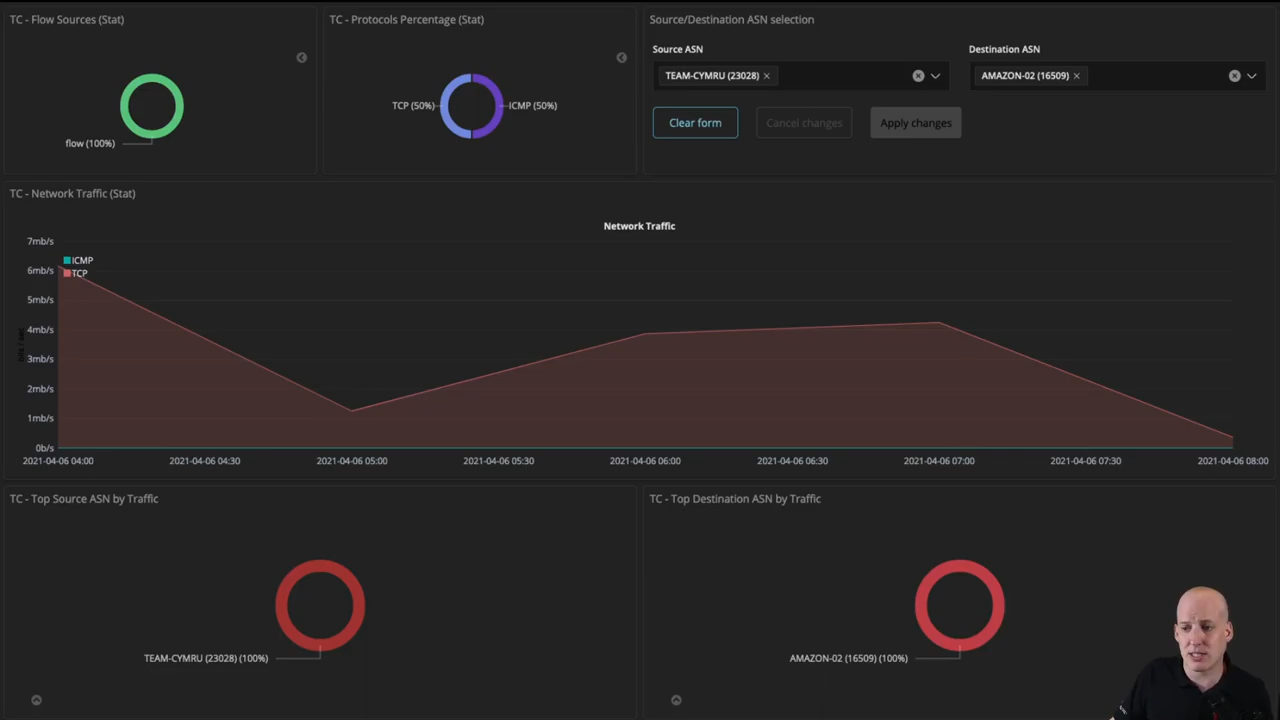 TC - Flow Sources (Stat)
flow (100%)
TC - Protocols Percentage (Stat)
TCP (50%)
ICMP (50%)
Source/Destination ASN selection
Source ASN
TEAM-CYMRU (23028) ×
Destination ASN
AMAZON-02 (16509) ×
Clear form
Cancel changes
Apply changes
TC - Network Traffic (Stat)
Network Traffic
7mb/s
6mb/s
5mb/s
4mb/s
3mb/s
2mb/s
1mb/s
0b/s
ICMP
TCP
2021-04-06 04:00
2021-04-06 04:30
2021-04-06 05:00
2021-04-06 05:30
2021-04-06 06:00
2021-04-06 06:30
2021-04-06 07:00
2021-04-06 07:30
2021-04-06 08:00
TC - Top Source ASN by Traffic
TEAM-CYMRU (23028) (100%)
TC - Top Destination ASN by Traffic
AMAZON-02 (16509) (100%)